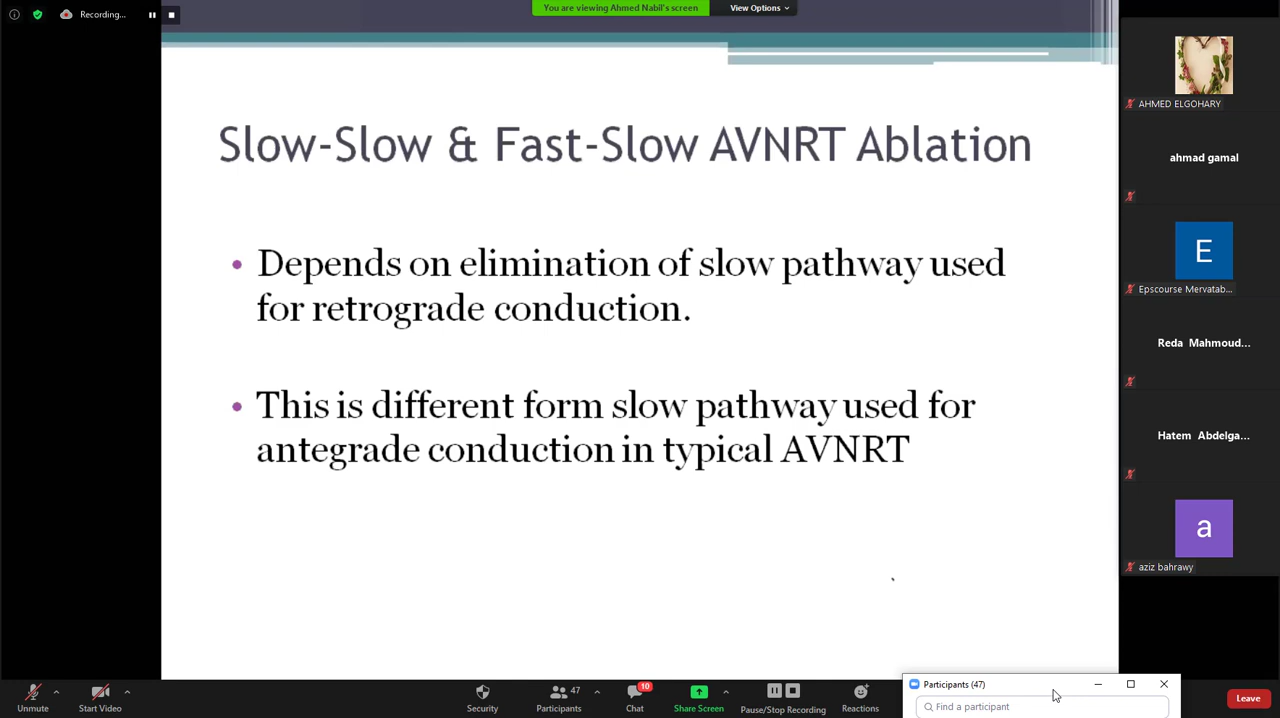 Recording...
You are viewing Ahmed Nabil's screen
View Options
Slow-Slow & Fast-Slow AVNRT Ablation
• Depends on elimination of slow pathway used
for retrograde conduction.
• This is different form slow pathway used for
antegrade conduction in typical AVNRT
AHMED ELGOHARY
ahmad gamal
E
Epscourse Mervatab...
Reda Mahmoud...
Hatem Abdelga...
a
aziz bahrawy
Participants (47)
Find a participant
Unmute
Start Video
Security
47
Participants
10
Chat
Share Screen
Pause/Stop Recording
Reactions
Leave